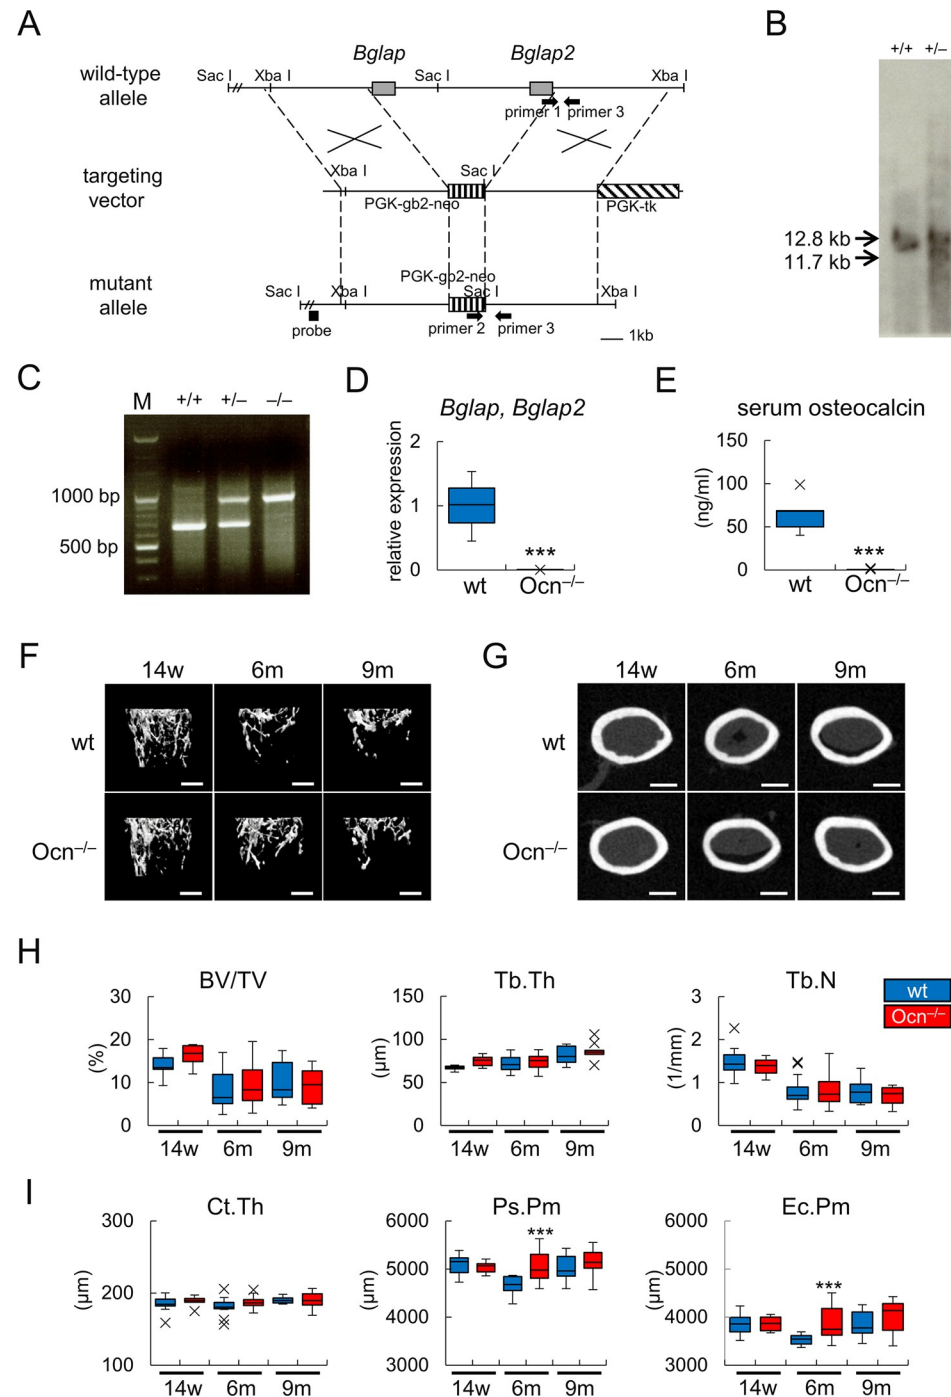 A
Bglap
Bglap2
wild-type
allele
Sac I
Xba I
Sac I
Xba I
primer 1
primer 3
targeting
vector
Xba I
Sac I
PGK-gb2-neo
PGK-tk
mutant
allele
PGK-gb2-neo
Sac I
Xba I
Sac I
Xba I
probe
primer 2
primer 3
1kb
B
+/+ +/–
12.8 kb
11.7 kb
C
M +/+ +/– –/–
1000 bp
500 bp
D
Bglap, Bglap2
relative expression
2
1
0
***
wt Ocn–/–
E
serum osteocalcin
(ng/ml)
150
100
50
0
***
wt Ocn–/–
F
14w 6m 9m
wt
Ocn–/–
G
14w 6m 9m
wt
Ocn–/–
H
BV/TV
(%)
30
20
10
0
14w 6m 9m
Tb.Th
(µm)
150
100
50
0
14w 6m 9m
Tb.N
(1/mm)
3
2
1
0
14w 6m 9m
wt
Ocn–/–
I
Ct.Th
(µm)
300
200
100
14w 6m 9m
Ps.Pm
(µm)
6000
5000
4000
3000
***
14w 6m 9m
Ec.Pm
(µm)
6000
5000
4000
3000
***
14w 6m 9m